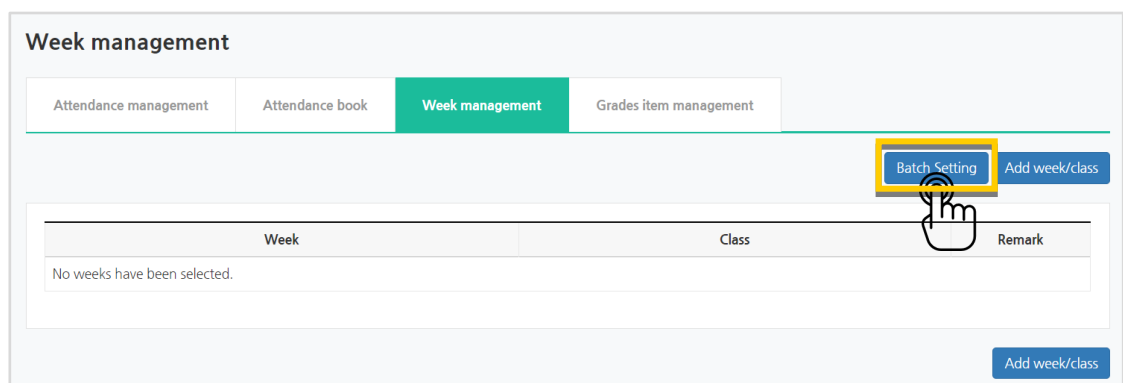 Week management
Attendance management Attendance book Week management Grades item management
Batch Setting Add week/class
Week Class Remark
No weeks have been selected.
Add week/class